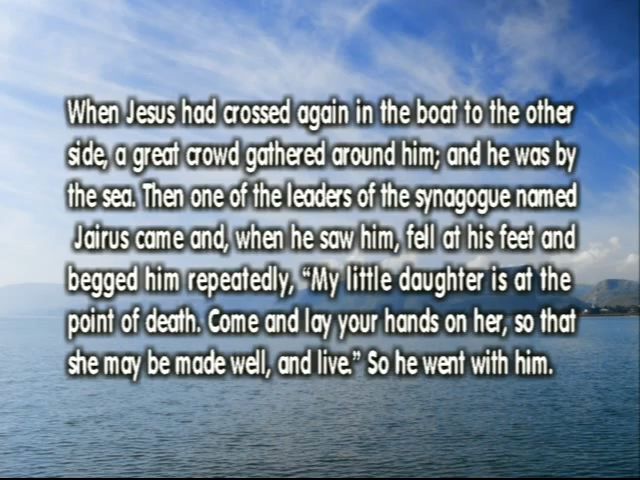 When Jesus had crossed again in the boat to the other
side, a great crowd gathered around him; and he was by
the sea. Then one of the leaders of the synagogue named
Jairus came and, when he saw him, fell at his feet and
begged him repeatedly, “My little daughter is at the
point of death. Come and lay your hands on her, so that
she may be made well, and live.” So he went with him.